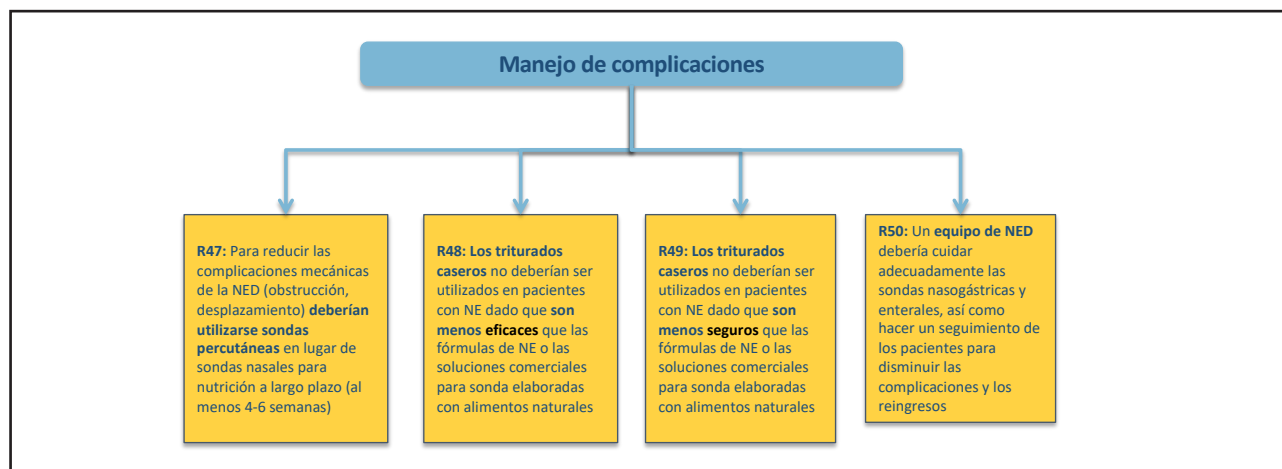 Manejo de complicaciones
R47: Para reducir las
complicaciones mecánicas
de la NED (obstrucción,
desplazamiento) deberían
utilizarse sondas
percutáneas en lugar de
sondas nasales para
nutrición a largo plazo (al
menos 4-6 semanas)
R48: Los triturados
caseros no deberían ser
utilizados en pacientes
con NE dado que son
menos eficaces que las
fórmulas de NE o las
soluciones comerciales
para sonda elaboradas
con alimentos naturales
R49: Los triturados
caseros no deberían ser
utilizados en pacientes
con NE dado que son
menos seguros que las
fórmulas de NE o las
soluciones comerciales
para sonda elaboradas
con alimentos naturales
R50: Un equipo de NED
debería cuidar
adecuadamente las
sondas nasogástricas y
enterales, así como
hacer un seguimiento de
los pacientes para
disminuir las
complicaciones y los
reingresos